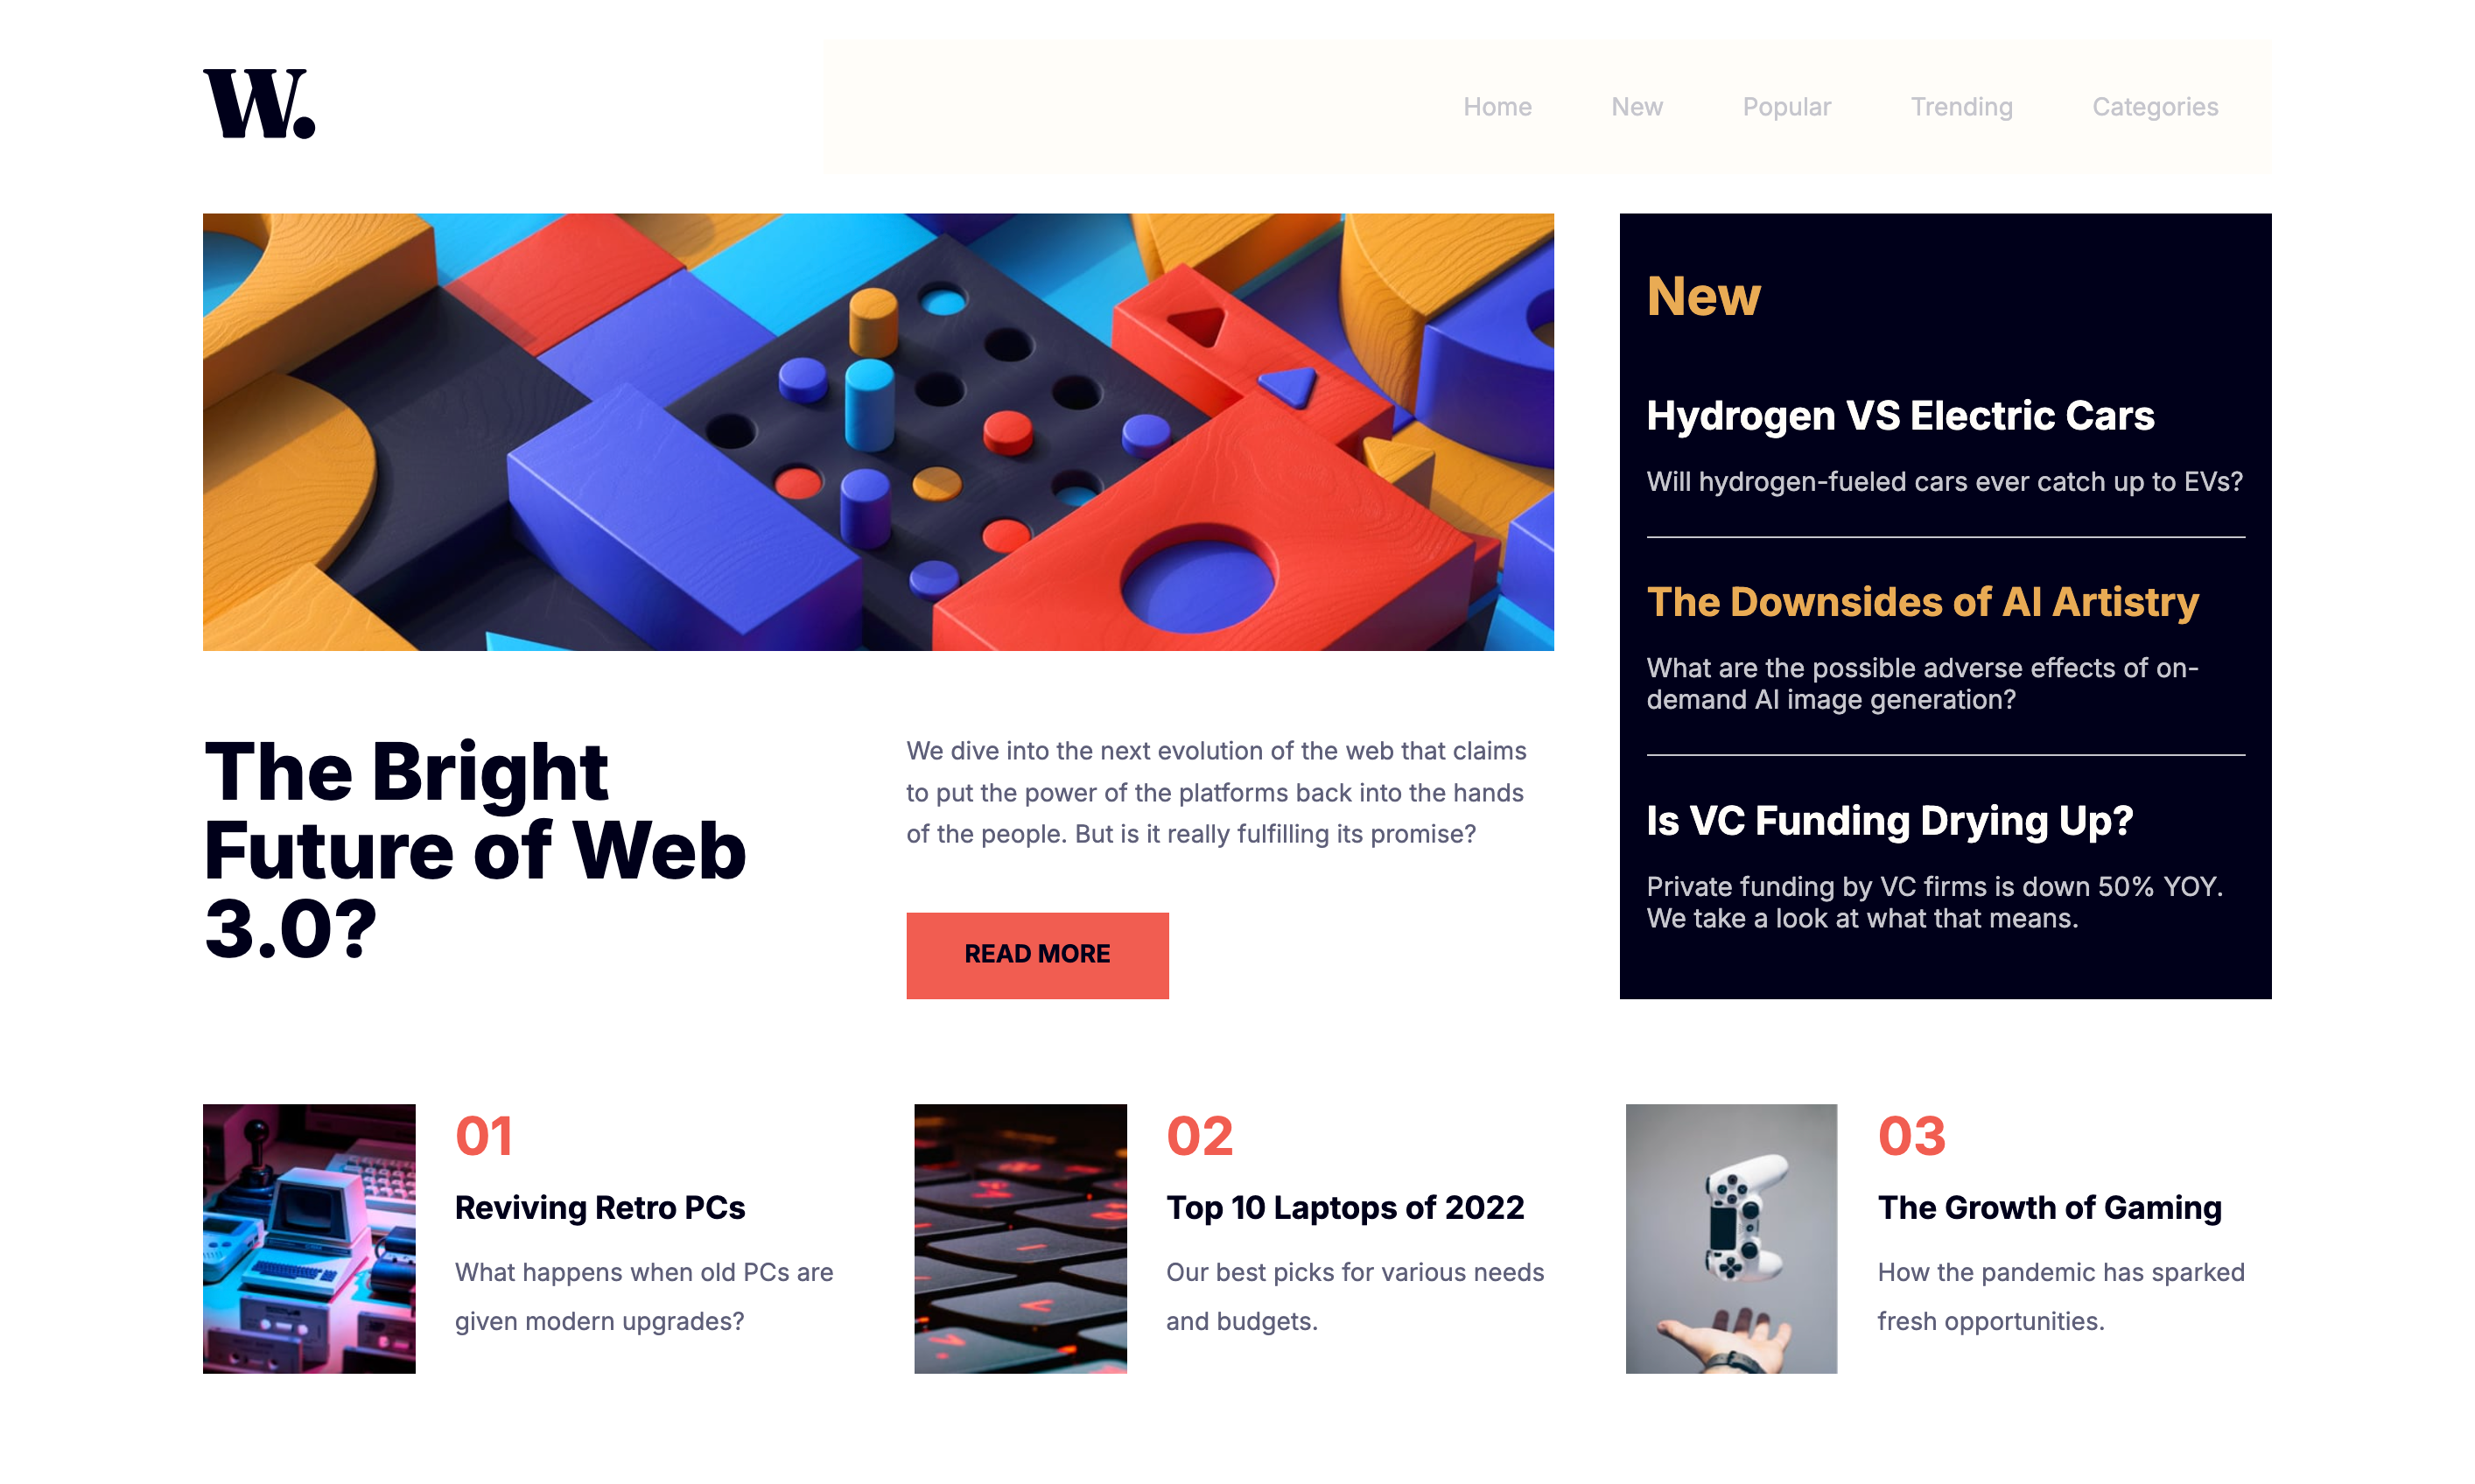 W.
Home New Popular Trending Categories
New
Hydrogen VS Electric Cars
Will hydrogen-fueled cars ever catch up to EVs?
The Downsides of AI Artistry
What are the possible adverse effects of on-
demand AI image generation?
Is VC Funding Drying Up?
Private funding by VC firms is down 50% YOY.
We take a look at what that means.
The Bright
Future of Web
3.0?
We dive into the next evolution of the web that claims
to put the power of the platforms back into the hands
of the people. But is it really fulfilling its promise?
READ MORE
01
Reviving Retro PCs
What happens when old PCs are
given modern upgrades?
02
Top 10 Laptops of 2022
Our best picks for various needs
and budgets.
03
The Growth of Gaming
How the pandemic has sparked
fresh opportunities.